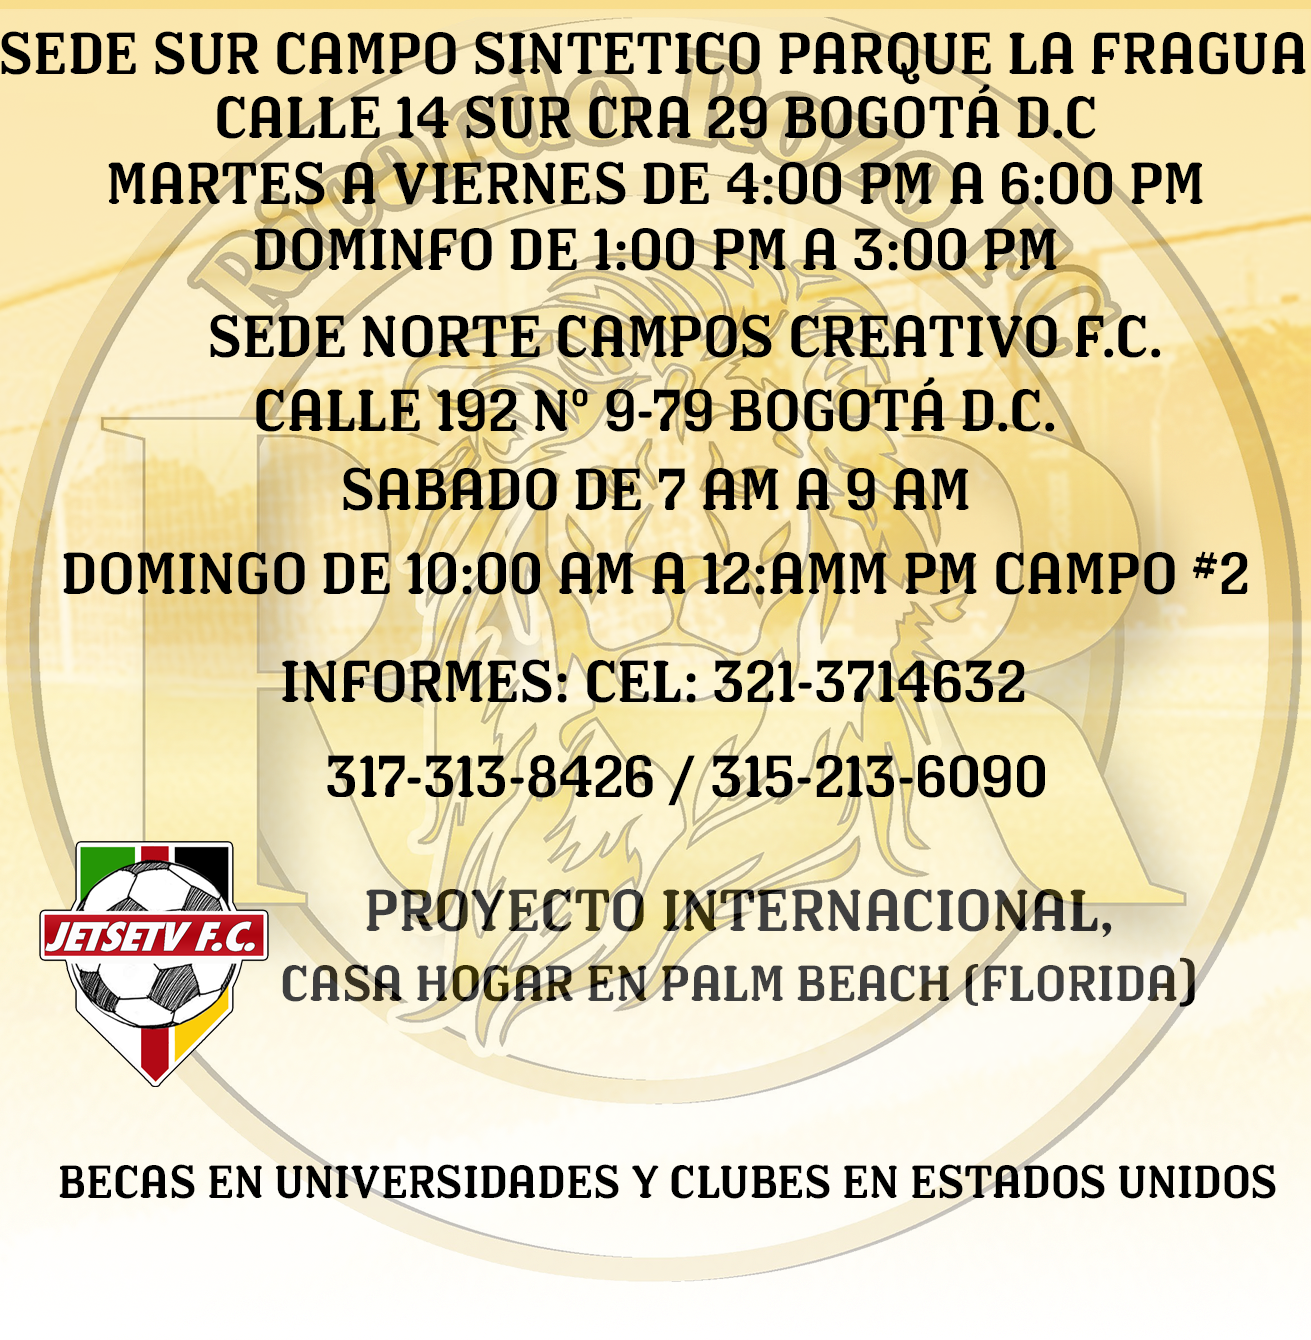 SEDE SUR CAMPO SINTETICO PARQUE LA FRAGUA
CALLE 14 SUR CRA 29 BOGOTÁ D.C
MARTES A VIERNES DE 4:00 PM A 6:00 PM
DOMINFO DE 1:00 PM A 3:00 PM
SEDE NORTE CAMPOS CREATIVO F.C.
CALLE 192 Nº 9-79 BOGOTÁ D.C.
SABADO DE 7 AM A 9 AM
DOMINGO DE 10:00 AM A 12:AMM PM CAMPO #2
INFORMES: CEL: 321-3714632
317-313-8426 / 315-213-6090
JETSETV F.C.
PROYECTO INTERNACIONAL,
CASA HOGAR EN PALM BEACH (FLORIDA)
BECAS EN UNIVERSIDADES Y CLUBES EN ESTADOS UNIDOS
Ricardo Rozo F.C
R R